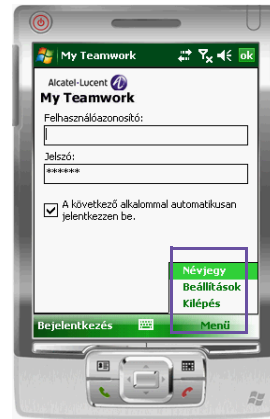 My Teamwork
ok
Alcatel-Lucent
My Teamwork
Felhasználóazonosító:
Jelszó:
******
A következő alkalommal automatikusan
jelentkezzen be.
Névjegy
Beállítások
Kilépés
Bejelentkezés
Menü